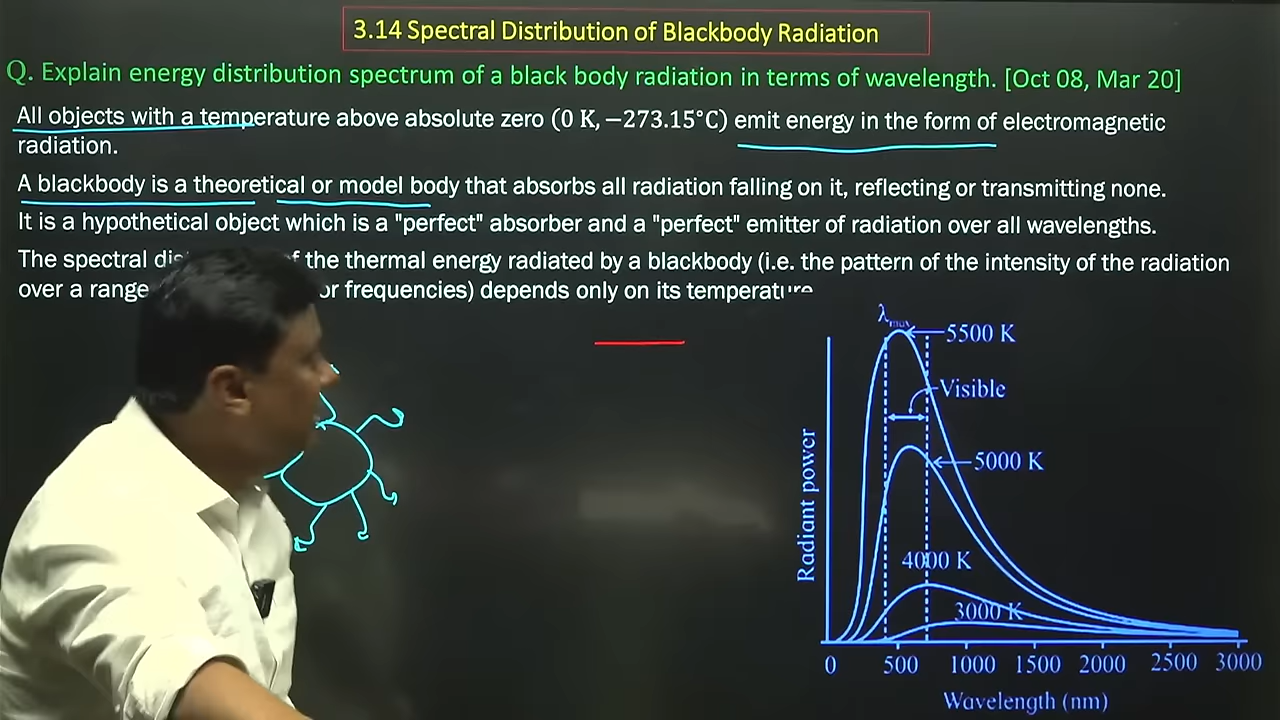 3.14 Spectral Distribution of Blackbody Radiation
Q. Explain energy distribution spectrum of a black body radiation in terms of wavelength. [Oct 08, Mar 20]
All objects with a temperature above absolute zero (0 K, −273.15°C) emit energy in the form of electromagnetic
radiation.
A blackbody is a theoretical or model body that absorbs all radiation falling on it, reflecting or transmitting none.
It is a hypothetical object which is a "perfect" absorber and a "perfect" emitter of radiation over all wavelengths.
The spectral the thermal energy radiated by a blackbody (i.e. the pattern of the intensity of the radiation
over a range or frequencies) depends only on its temperature
λmax
5500 K
Visible
5000 K
4000 K
3000 K
Radiant power
0 500 1000 1500 2000 2500 3000
Wavelength (nm)